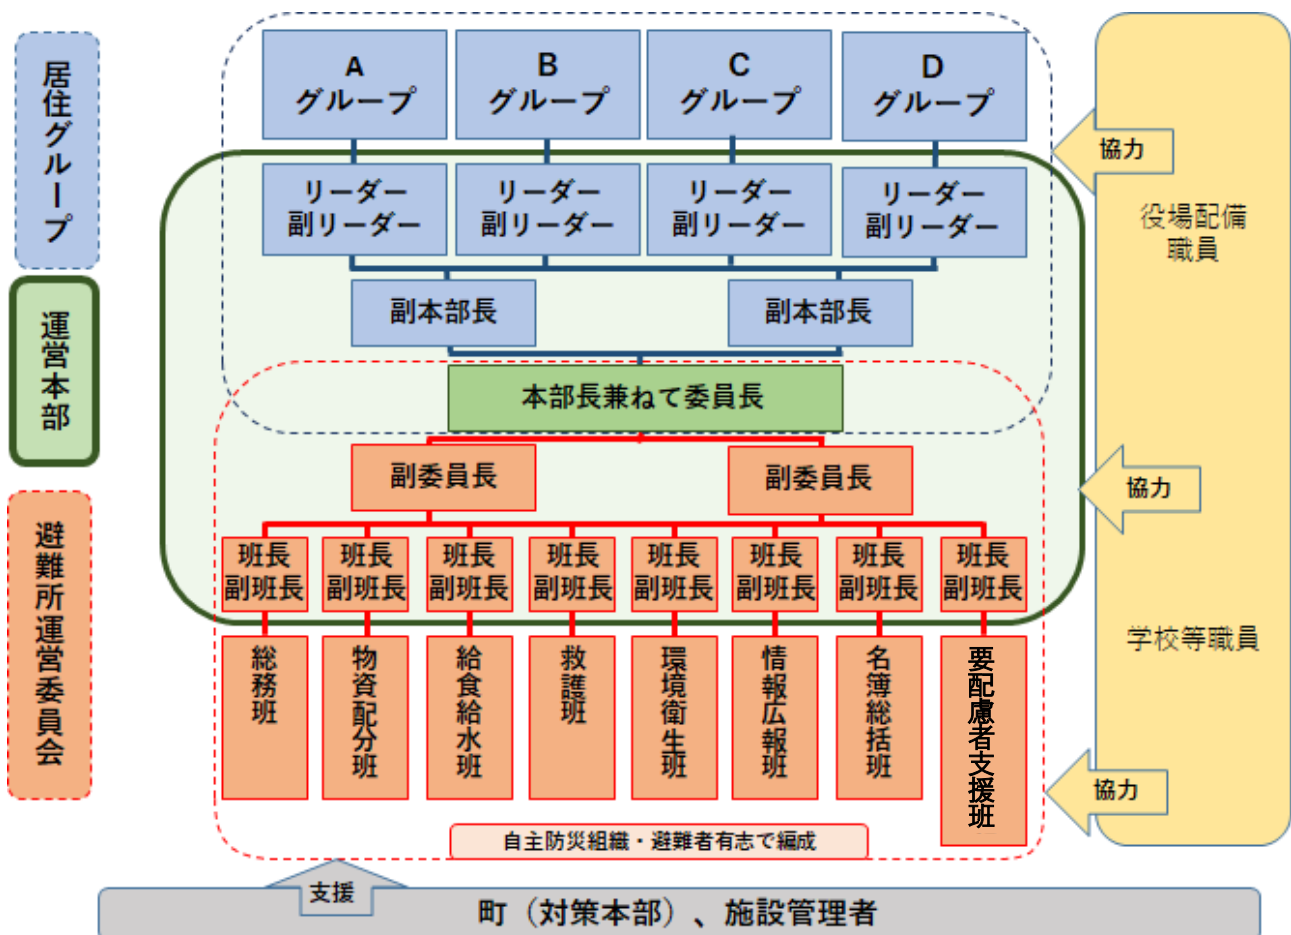 居住グループ
運営本部
避難所運営委員会
A
グループ
B
グループ
C
グループ
D
グループ
リーダー
副リーダー
リーダー
副リーダー
リーダー
副リーダー
リーダー
副リーダー
副本部長
副本部長
本部長兼ねて委員長
副委員長
副委員長
班長
副班長
班長
副班長
班長
副班長
班長
副班長
班長
副班長
班長
副班長
班長
副班長
班長
副班長
総務班
物資配分班
給食給水班
救護班
環境衛生班
情報広報班
名簿総括班
要配慮者支援班
自主防災組織・避難者有志で編成
協力
役場配備
職員
協力
学校等職員
協力
支援
町（対策本部）、施設管理者